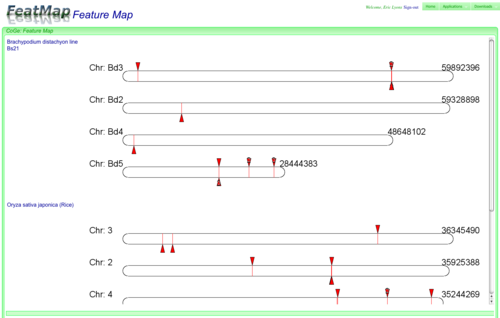 FeatMap Feature Map
Welcome, Eric Lyons Sign out
Home Applications Downloads
CoGe: Feature Map
Brachypodium distachyon line
Bs21
Chr: Bd3 59892396
Chr: Bd2 59328898
Chr: Bd4 48648102
Chr: Bd5 28444383
Oryza sativa japonica (Rice)
Chr: 3 36345490
Chr: 2 35925388
Chr: 4 35244269